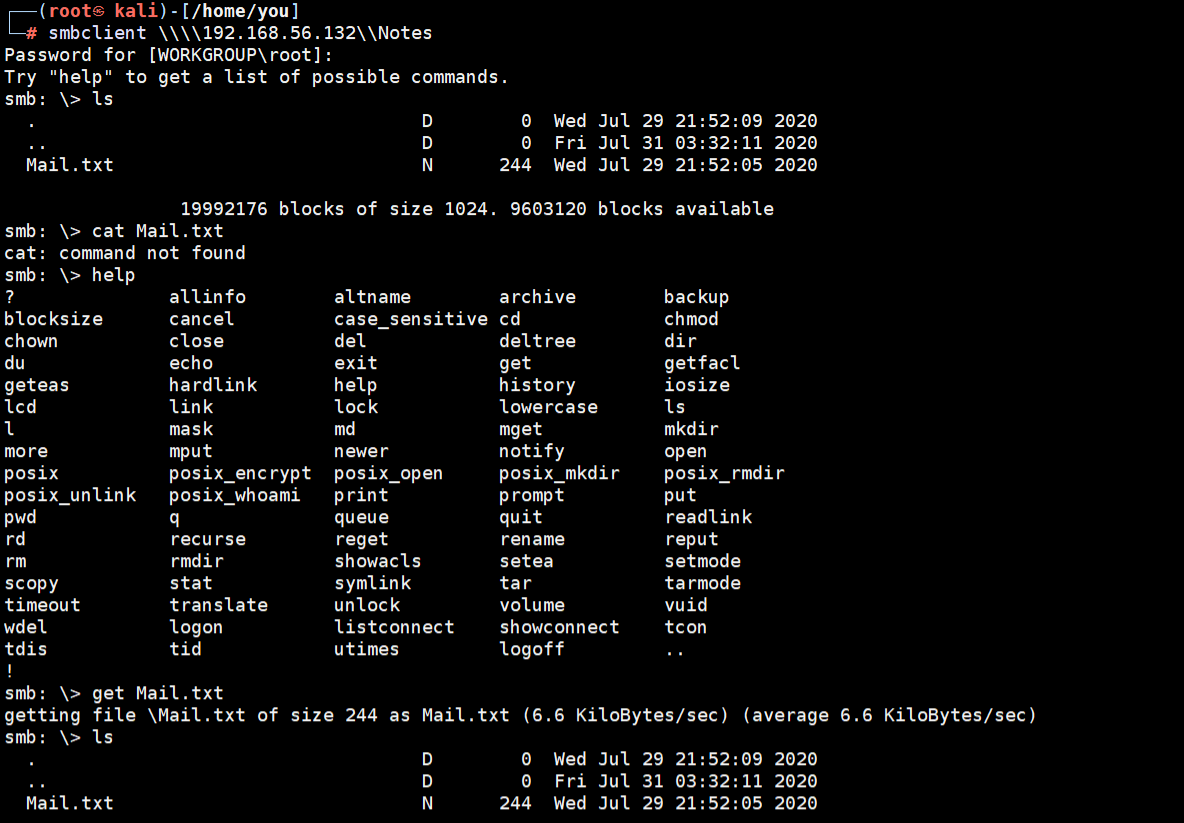 ┌──(root㉿ kali)-[/home/you]
└─# smbclient \\\\192.168.56.132\\Notes
Password for [WORKGROUP\root]:
Try "help" to get a list of possible commands.
smb: \> ls
  .                                   D        0  Wed Jul 29 21:52:09 2020
  ..                                  D        0  Fri Jul 31 03:32:11 2020
  Mail.txt                            N      244  Wed Jul 29 21:52:05 2020
                19992176 blocks of size 1024. 9603120 blocks available
smb: \> cat Mail.txt
cat: command not found
smb: \> help
?              allinfo        altname        archive        backup
blocksize      cancel         case_sensitive cd             chmod
chown          close          del            deltree        dir
du             echo           exit           get            getfacl
geteas         hardlink       help           history        iosize
lcd            link           lock           lowercase      ls
l              mask           md             mget           mkdir
more           mput           newer          notify         open
posix          posix_encrypt  posix_open     posix_mkdir    posix_rmdir
posix_unlink   posix_whoami   print          prompt         put
pwd            q              queue          quit           readlink
rd             recurse        reget          rename         reput
rm             rmdir          showacls       setea          setmode
scopy          stat           symlink        tar            tarmode
timeout        translate      unlock         volume         vuid
wdel           logon          listconnect    showconnect    tcon
tdis           tid            utimes         logoff         ..
!
smb: \> get Mail.txt
getting file \Mail.txt of size 244 as Mail.txt (6.6 KiloBytes/sec) (average 6.6 KiloBytes/sec)
smb: \> ls
  .                                   D        0  Wed Jul 29 21:52:09 2020
  ..                                  D        0  Fri Jul 31 03:32:11 2020
  Mail.txt                            N      244  Wed Jul 29 21:52:05 2020